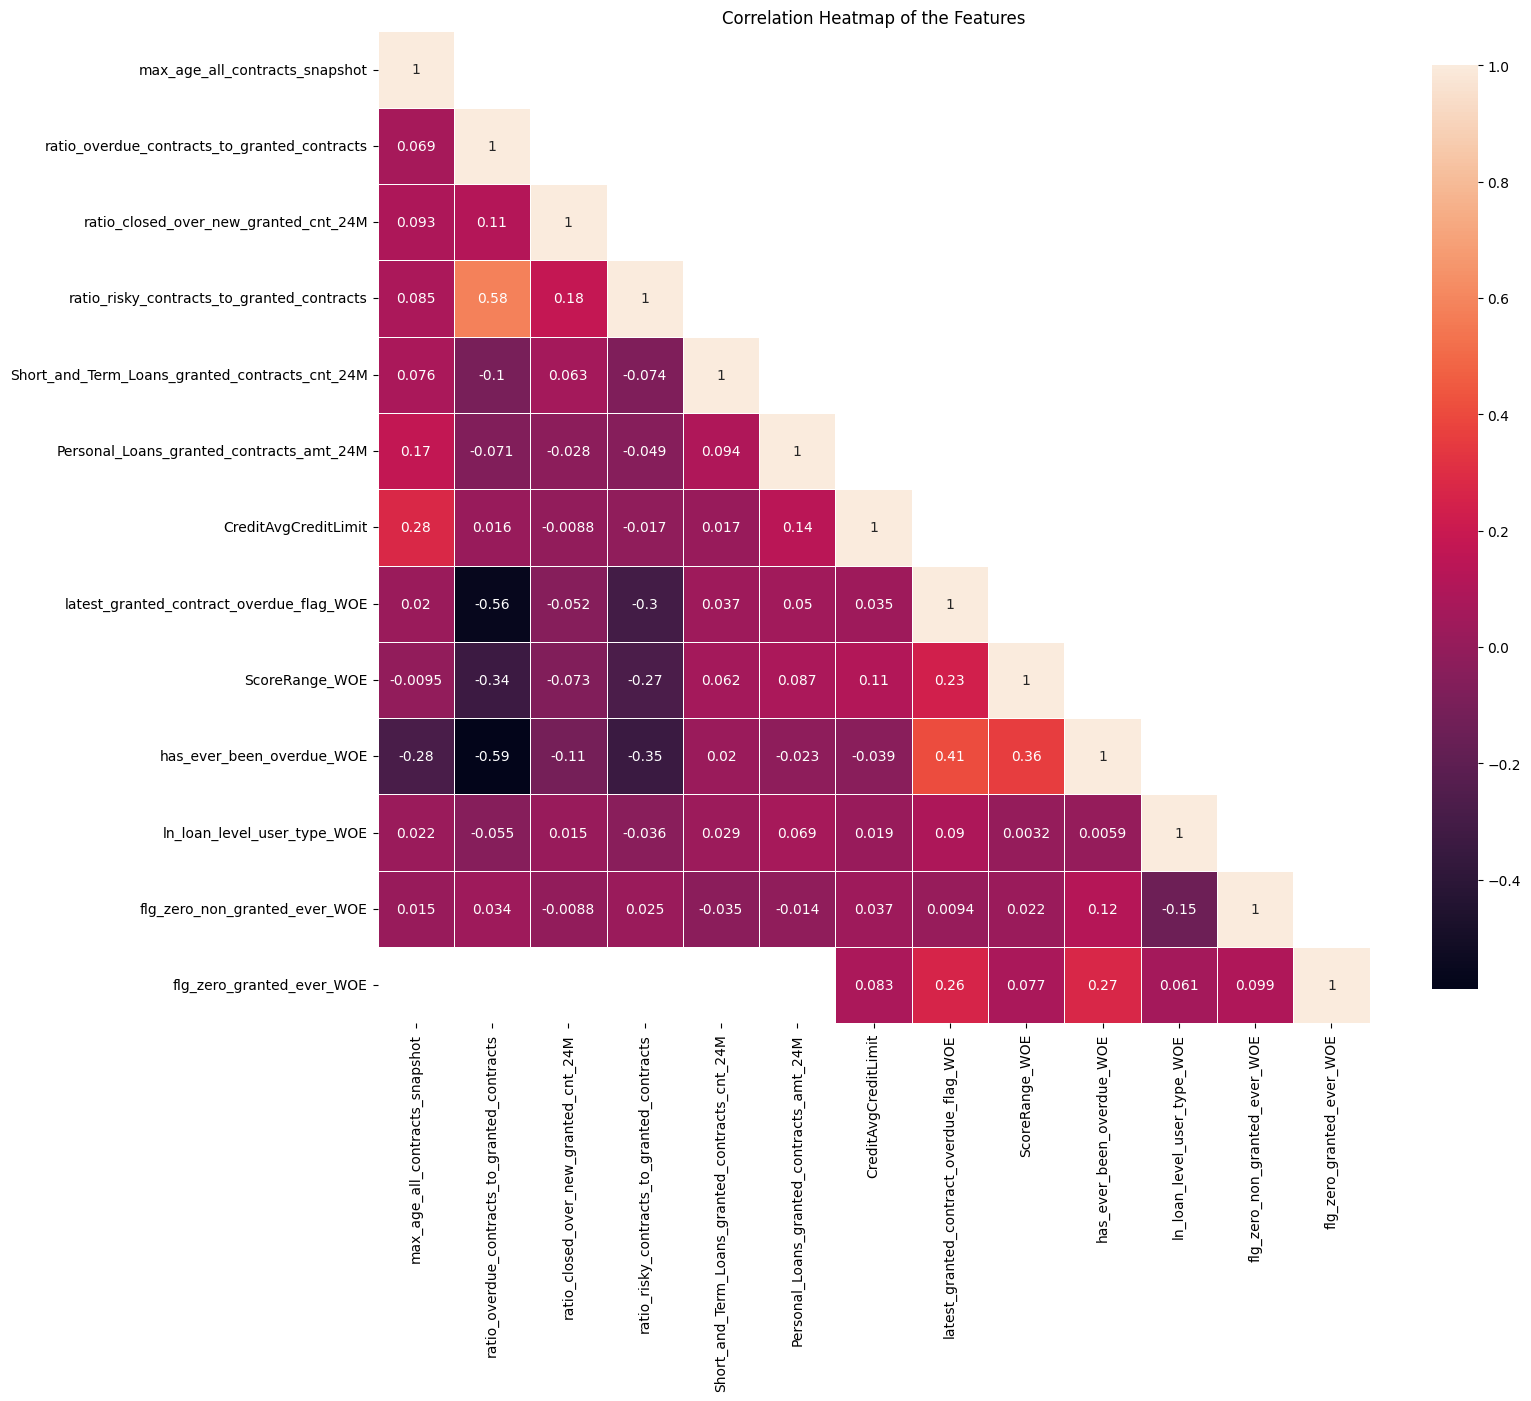 Correlation Heatmap of the Features
max_age_all_contracts_snapshot 1
ratio_overdue_contracts_to_granted_contracts 0.069 1
ratio_closed_over_new_granted_cnt_24M 0.093 0.11 1
ratio_risky_contracts_to_granted_contracts 0.085 0.58 0.18 1
Short_and_Term_Loans_granted_contracts_cnt_24M 0.076 -0.1 0.063 -0.074 1
Personal_Loans_granted_contracts_amt_24M 0.17 -0.071 -0.028 -0.049 0.094 1
CreditAvgCreditLimit 0.28 0.016 -0.0088 -0.017 0.017 0.14 1
latest_granted_contract_overdue_flag_WOE 0.02 -0.56 -0.052 -0.3 0.037 0.05 0.035 1
ScoreRange_WOE -0.0095 -0.34 -0.073 -0.27 0.062 0.087 0.11 0.23 1
has_ever_been_overdue_WOE -0.28 -0.59 -0.11 -0.35 0.02 -0.023 -0.039 0.41 0.36 1
ln_loan_level_user_type_WOE 0.022 -0.055 0.015 -0.036 0.029 0.069 0.019 0.09 0.0032 0.0059 1
flg_zero_non_granted_ever_WOE 0.015 0.034 -0.0088 0.025 -0.035 -0.014 0.037 0.0094 0.022 0.12 -0.15 1
flg_zero_granted_ever_WOE 0.083 0.26 0.077 0.27 0.061 0.099 1
max_age_all_contracts_snapshot
ratio_overdue_contracts_to_granted_contracts
ratio_closed_over_new_granted_cnt_24M
ratio_risky_contracts_to_granted_contracts
Short_and_Term_Loans_granted_contracts_cnt_24M
Personal_Loans_granted_contracts_amt_24M
CreditAvgCreditLimit
latest_granted_contract_overdue_flag_WOE
ScoreRange_WOE
has_ever_been_overdue_WOE
ln_loan_level_user_type_WOE
flg_zero_non_granted_ever_WOE
flg_zero_granted_ever_WOE
1.0
0.8
0.6
0.4
0.2
0.0
−0.2
−0.4